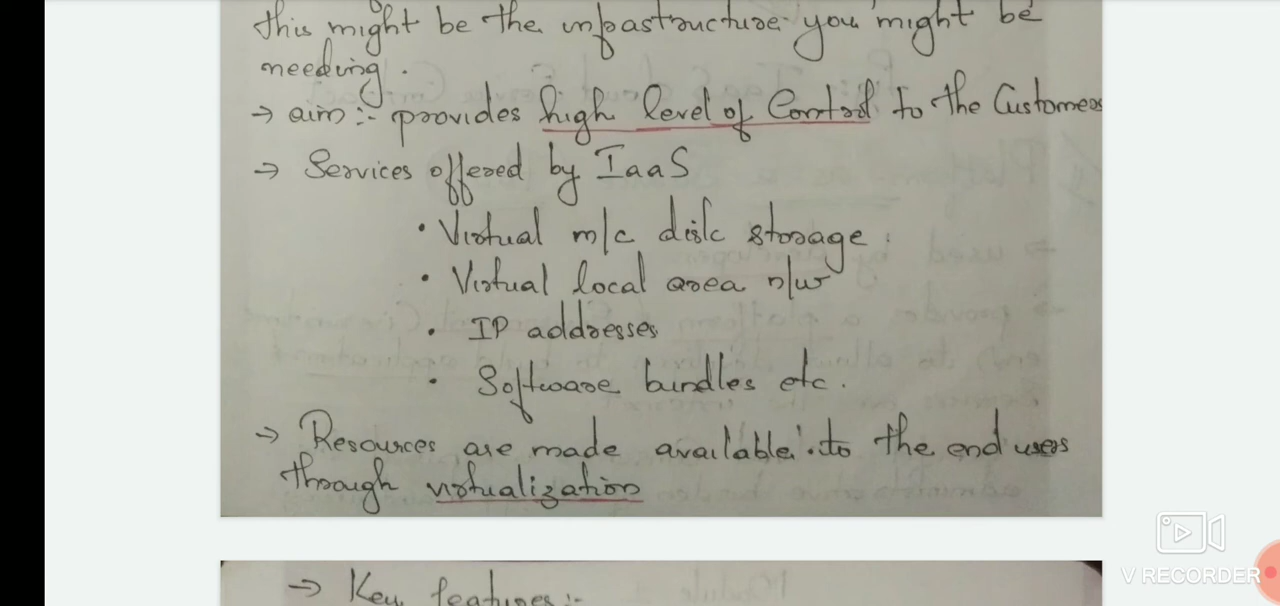 this might be the infrastructure you might be
needing.
→ aim :- provides high level of Control to the Customers
→ Services offered by IaaS
• Virtual m/c disk storage.
• Virtual local area n/w
• IP addresses
• Software bundles etc.
→ Resources are made available to the end users
through virtualization
→ Key features:-
V RECORDER